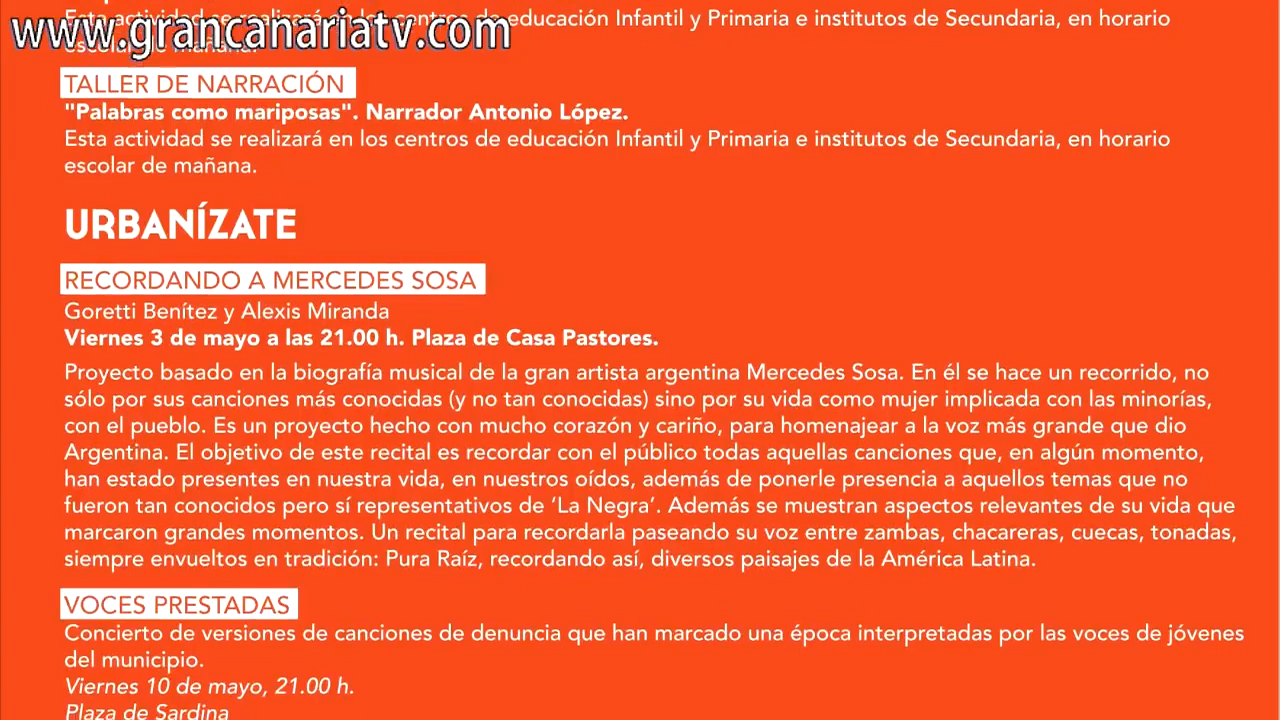 Esta actividad se realizará en los centros de educación Infantil y Primaria e institutos de Secundaria, en horario
www.grancanariatv.com
escolar de mañana.
TALLER DE NARRACIÓN
"Palabras como mariposas". Narrador Antonio López.
Esta actividad se realizará en los centros de educación Infantil y Primaria e institutos de Secundaria, en horario
escolar de mañana.
URBANÍZATE
RECORDANDO A MERCEDES SOSA
Goretti Benítez y Alexis Miranda
Viernes 3 de mayo a las 21.00 h. Plaza de Casa Pastores.
Proyecto basado en la biografía musical de la gran artista argentina Mercedes Sosa. En él se hace un recorrido, no
sólo por sus canciones más conocidas (y no tan conocidas) sino por su vida como mujer implicada con las minorías,
con el pueblo. Es un proyecto hecho con mucho corazón y cariño, para homenajear a la voz más grande que dio
Argentina. El objetivo de este recital es recordar con el público todas aquellas canciones que, en algún momento,
han estado presentes en nuestra vida, en nuestros oídos, además de ponerle presencia a aquellos temas que no
fueron tan conocidos pero sí representativos de ‘La Negra’. Además se muestran aspectos relevantes de su vida que
marcaron grandes momentos. Un recital para recordarla paseando su voz entre zambas, chacareras, cuecas, tonadas,
siempre envueltos en tradición: Pura Raíz, recordando así, diversos paisajes de la América Latina.
VOCES PRESTADAS
Concierto de versiones de canciones de denuncia que han marcado una época interpretadas por las voces de jóvenes
del municipio.
Viernes 10 de mayo, 21.00 h.
Plaza de Sardina